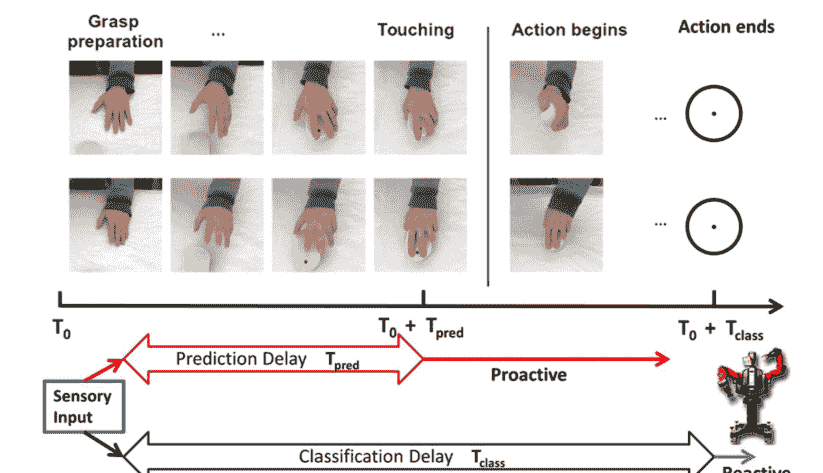 Grasp
preparation
...
Touching
Action begins
Action ends
...
...
T0
T0 + Tpred
T0 + Tclass
Prediction Delay Tpred
Proactive
Sensory
Input
Classification Delay Tclass
Reactive